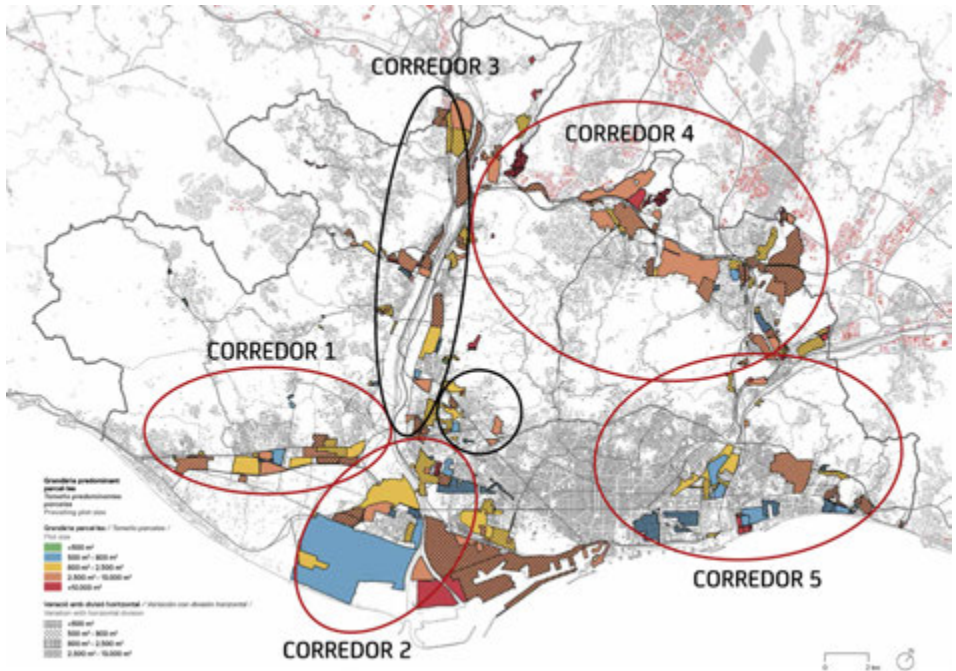 CORREDOR 3
CORREDOR 4
CORREDOR 1
CORREDOR 5
CORREDOR 2
Grandària predominant
parcel·les
Tamaño predominantes
parcelas
Prevailing plot size
Grandària parcel·les / Tamaño parcelas /
Plot size
<500 m²
500 m² - 800 m²
800 m² - 2.500 m²
2.500 m² - 10.000 m²
>10.000 m²
Variació amb divisió horitzontal / Variación con división horizontal /
Variation with horizontal division
<500 m²
500 m² - 800 m²
800 m² - 2.500 m²
2.500 m² - 10.000 m²
0 2 km